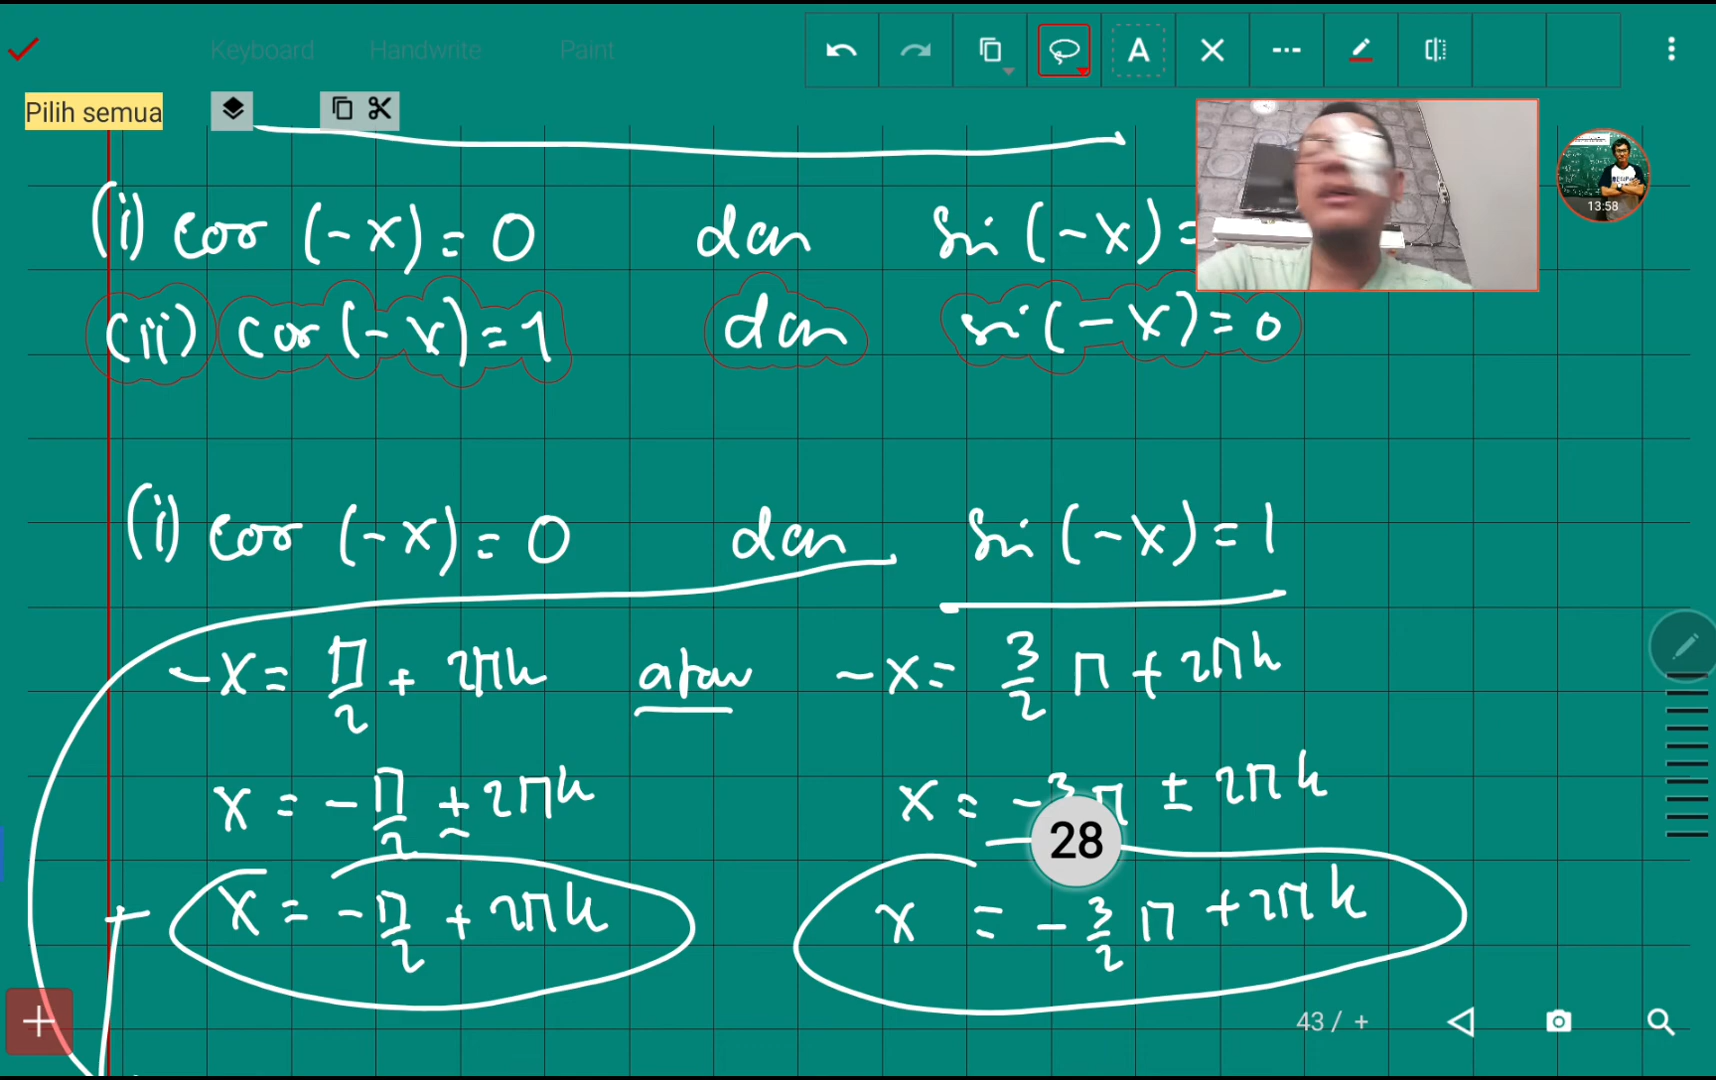 Keyboard Handwrite Paint
A
Pilih semua
13:58
(i) cos (-x) = 0 dan sin (-x) =
(ii) cos (-x) = 1 dan sin (-x) = 0
(i) cos (-x) = 0 dan sin (-x) = 1
-x = π/2 + 2πk atau -x = 3/2 π + 2πk
x = -π/2 ± 2πk x = -3 π ± 2πk
28
x = -π/2 + 2πk x = -3/2 π + 2πk
43 / +